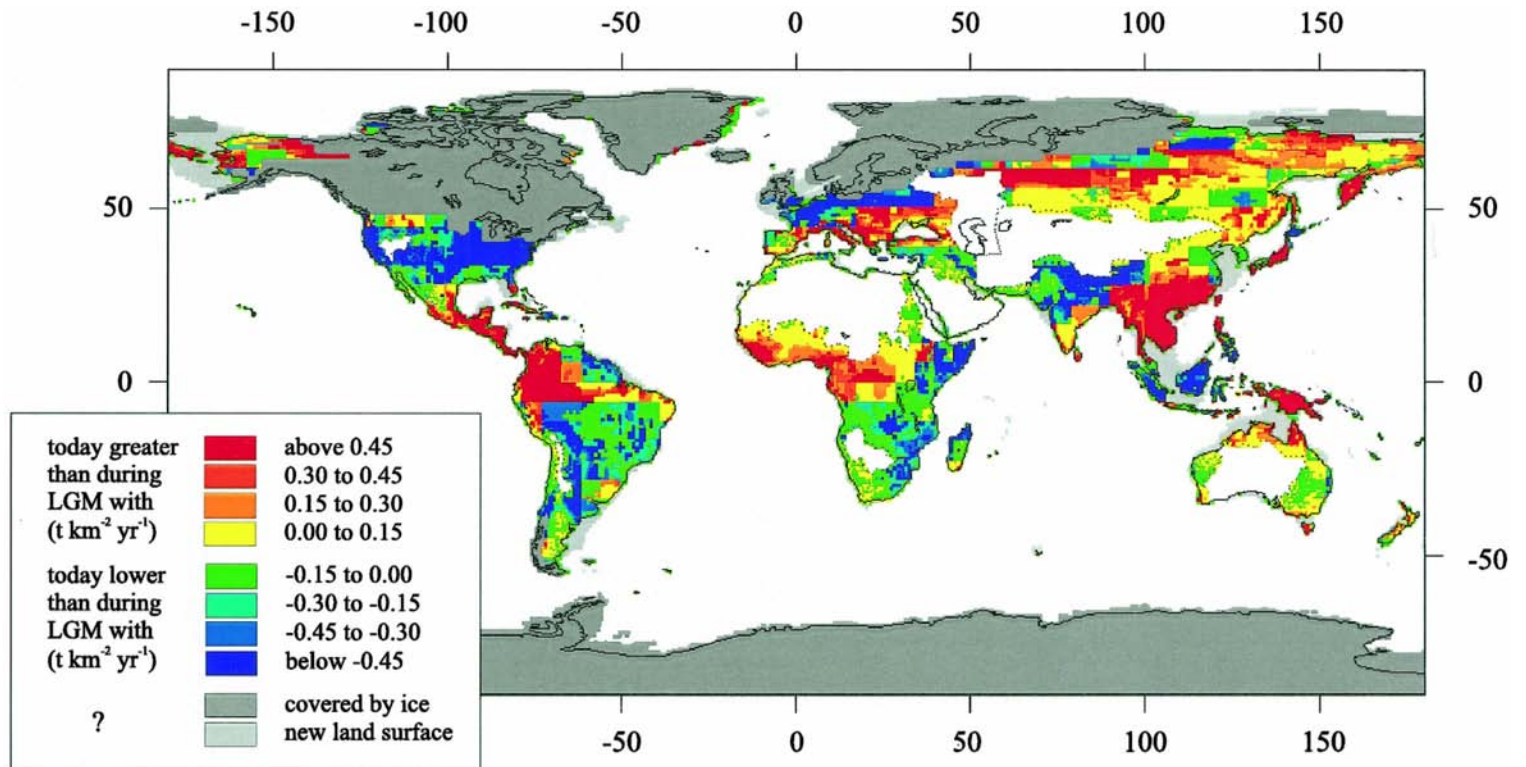 -150 -100 -50 0 50 100 150
50 50
0 0
-50
today greater above 0.45
than during 0.30 to 0.45
LGM with 0.15 to 0.30
(t km⁻² yr⁻¹) 0.00 to 0.15
today lower -0.15 to 0.00
than during -0.30 to -0.15
LGM with -0.45 to -0.30
(t km⁻² yr⁻¹) below -0.45
? covered by ice
new land surface
-50 0 50 100 150